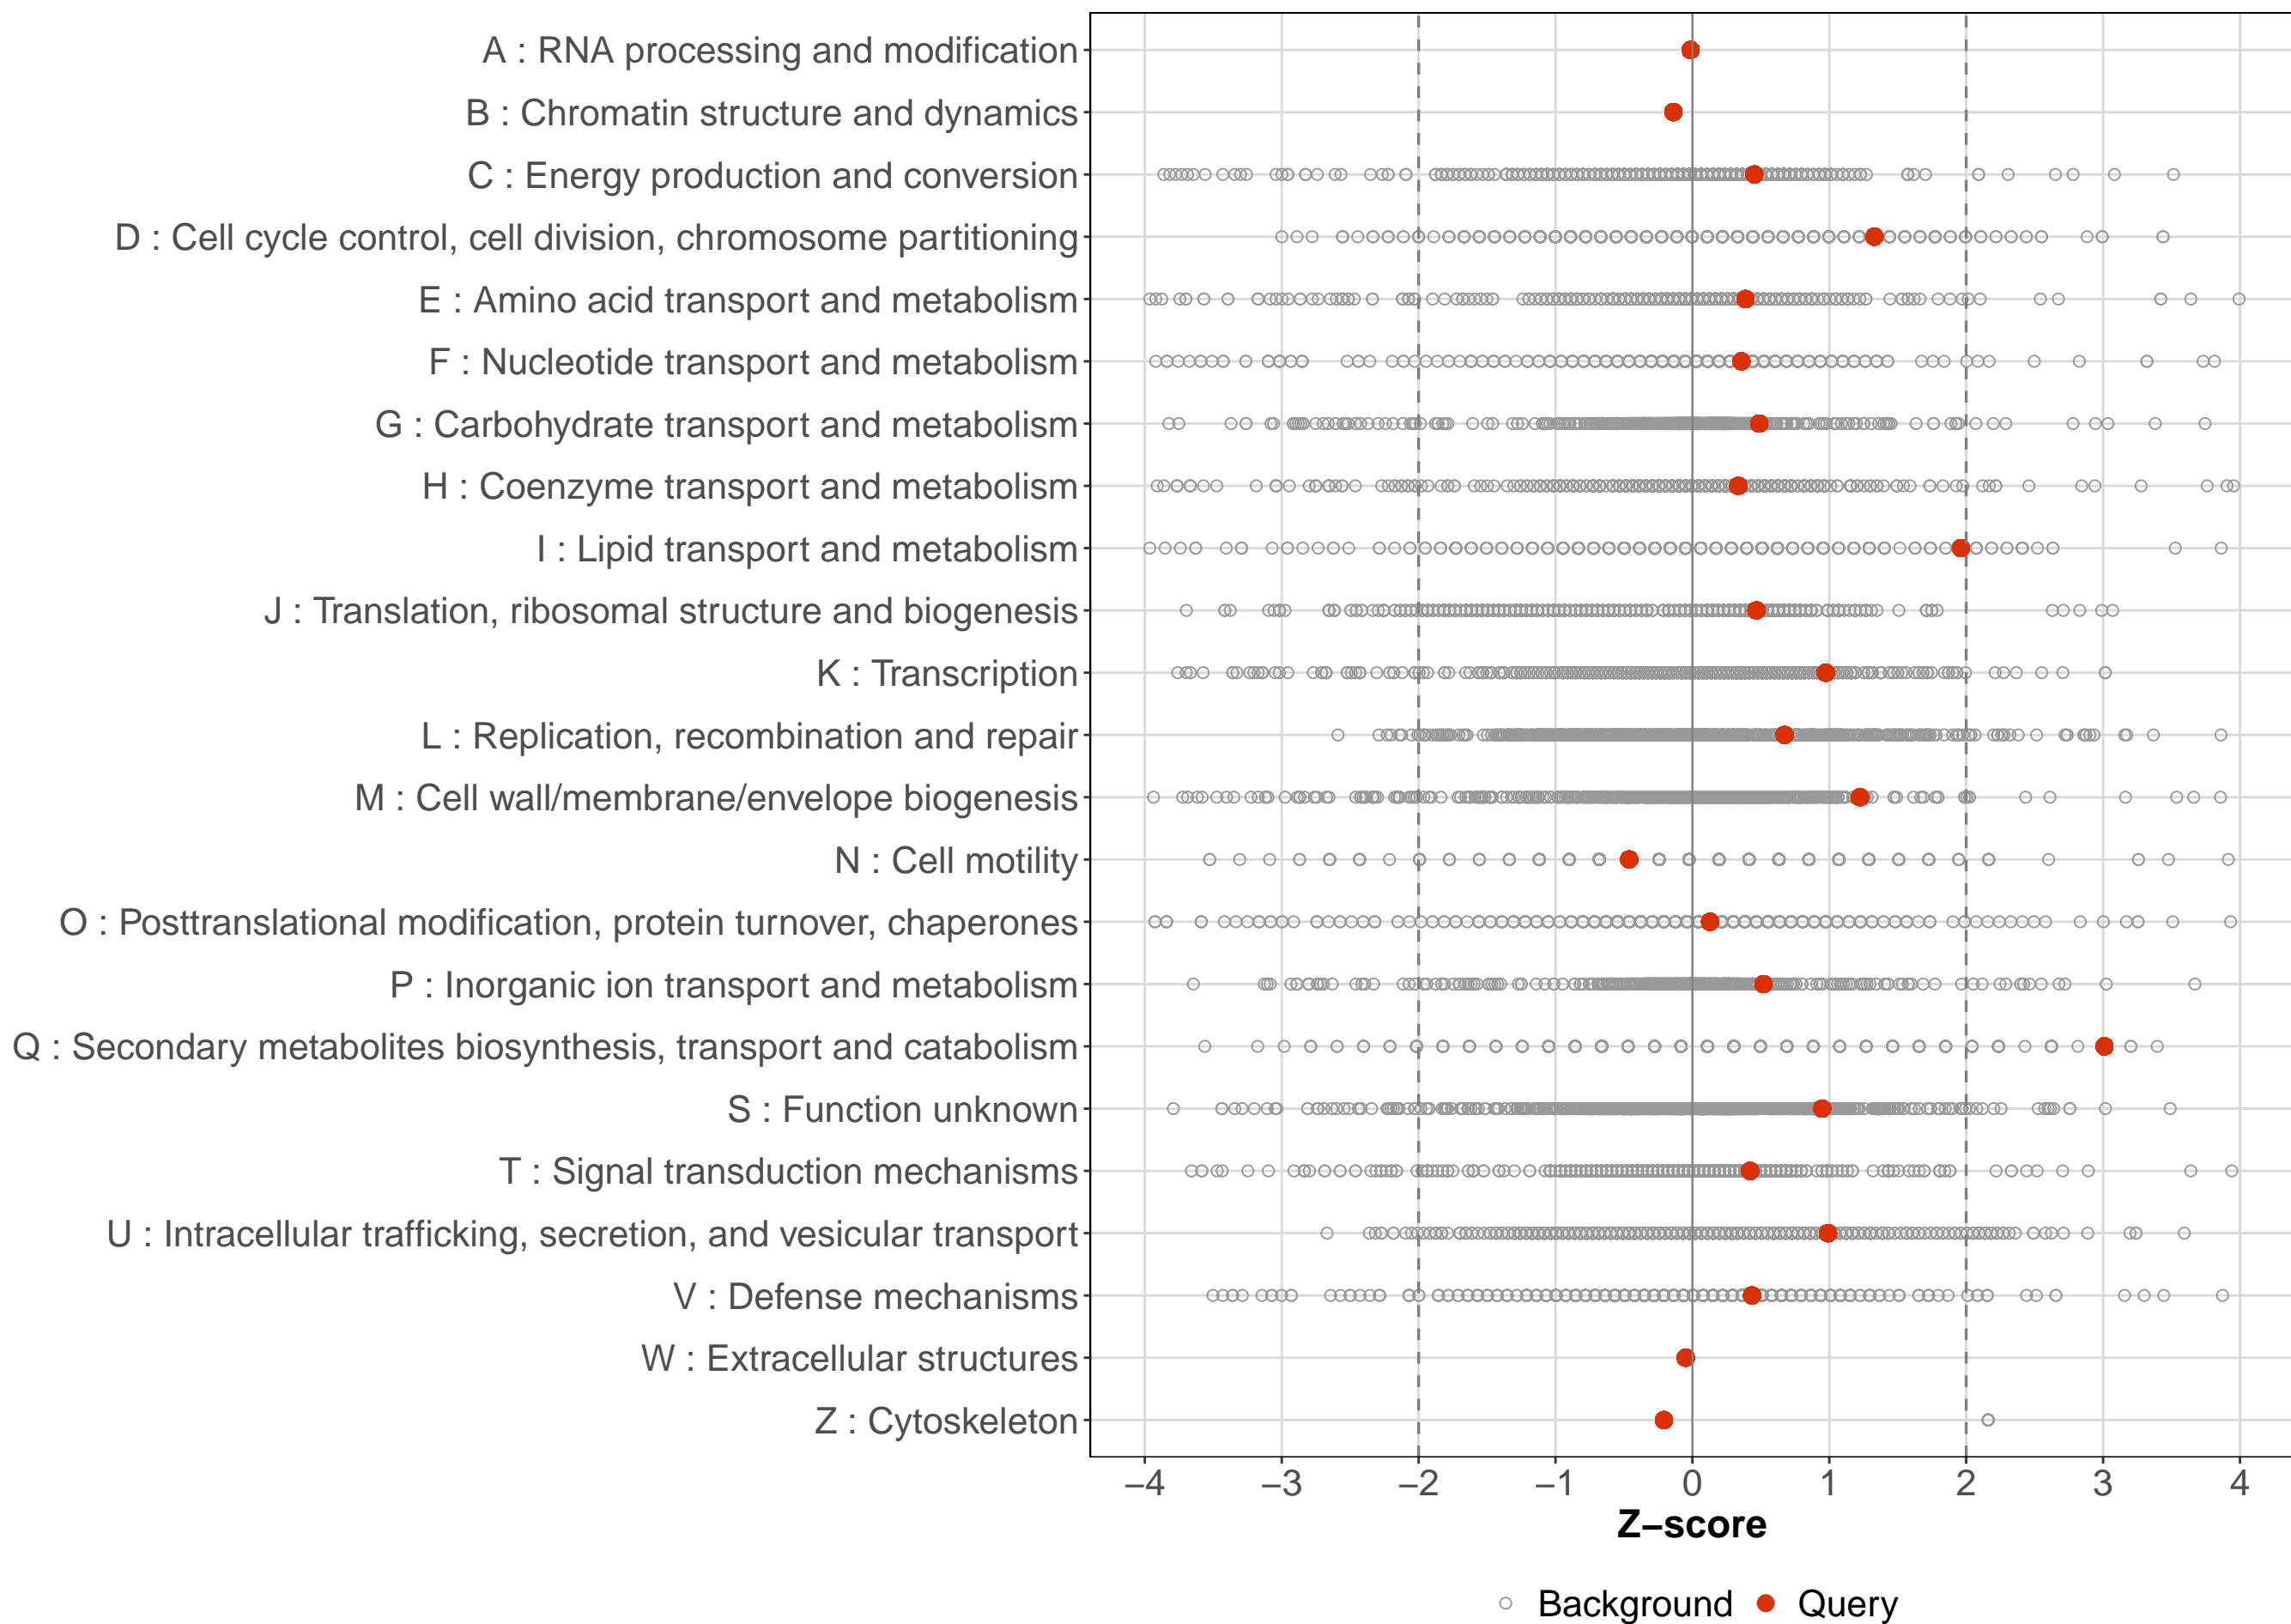 A : RNA processing and modification
B : Chromatin structure and dynamics
C : Energy production and conversion
D : Cell cycle control, cell division, chromosome partitioning
E : Amino acid transport and metabolism
F : Nucleotide transport and metabolism
G : Carbohydrate transport and metabolism
H : Coenzyme transport and metabolism
I : Lipid transport and metabolism
J : Translation, ribosomal structure and biogenesis
K : Transcription
L : Replication, recombination and repair
M : Cell wall/membrane/envelope biogenesis
N : Cell motility
O : Posttranslational modification, protein turnover, chaperones
P : Inorganic ion transport and metabolism
Q : Secondary metabolites biosynthesis, transport and catabolism
S : Function unknown
T : Signal transduction mechanisms
U : Intracellular trafficking, secretion, and vesicular transport
V : Defense mechanisms
W : Extracellular structures
Z : Cytoskeleton
−4 −3 −2 −1 0 1 2 3 4
Z−score
Background Query